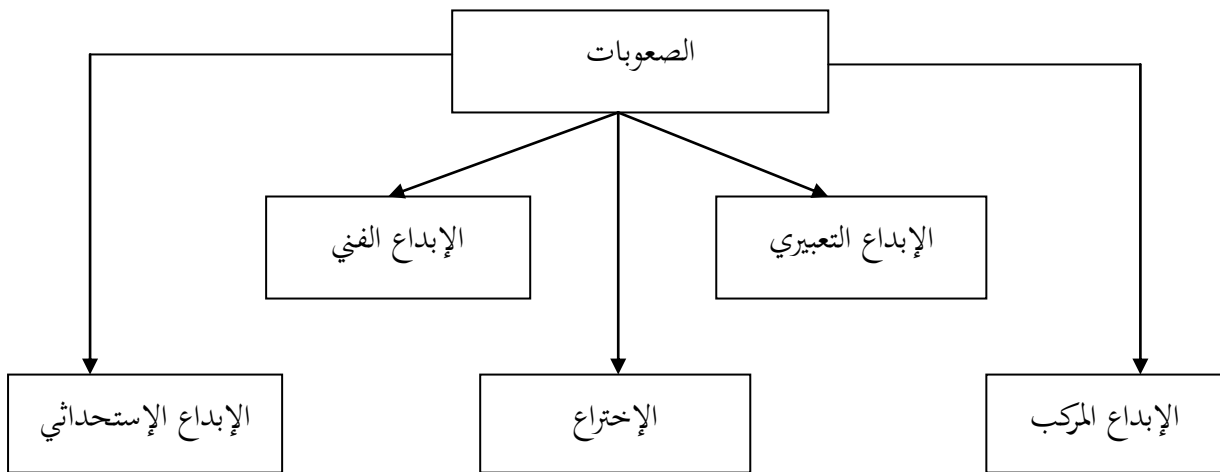 الصعوبات
الإبداع التعبيري
الإبداع الفني
الإبداع المركب
الإختراع
الإبداع الإستحداثي